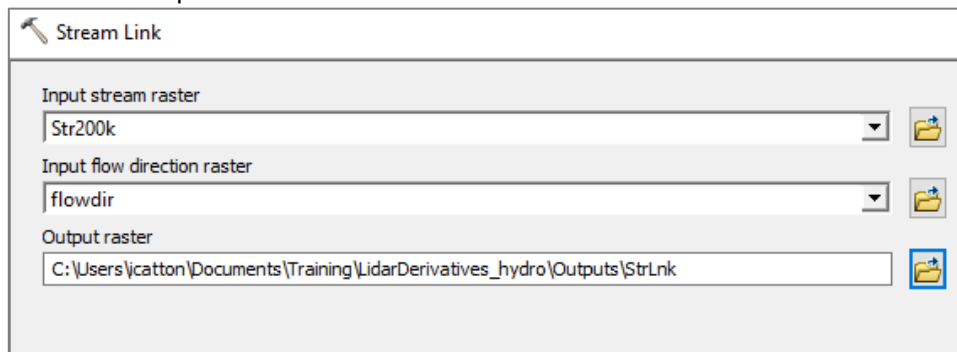 Stream Link
Input stream raster
Str200k
Input flow direction raster
flowdir
Output raster
C:\Users\icatton\Documents\Training\LidarDerivatives_hydro\Outputs\StrLnk